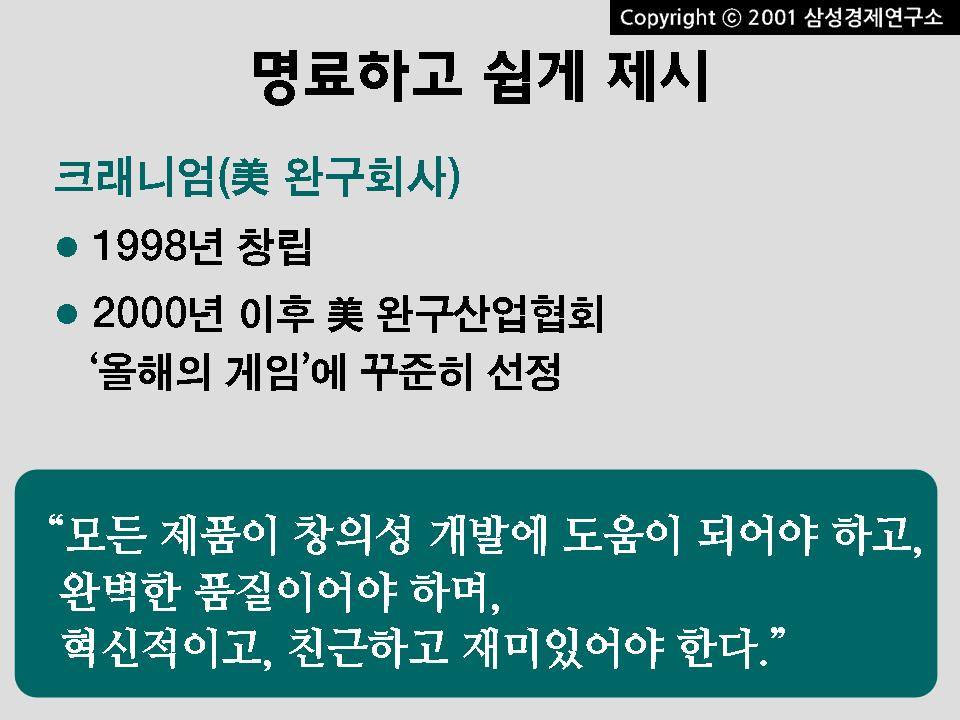 Copyright ⓒ 2001 삼성경제연구소
명료하고 쉽게 제시
크래니엄(美 완구회사)
● 1998년 창립
● 2000년 이후 美 완구산업협회
‘올해의 게임’에 꾸준히 선정
“모든 제품이 창의성 개발에 도움이 되어야 하고,
완벽한 품질이어야 하며,
혁신적이고, 친근하고 재미있어야 한다.”